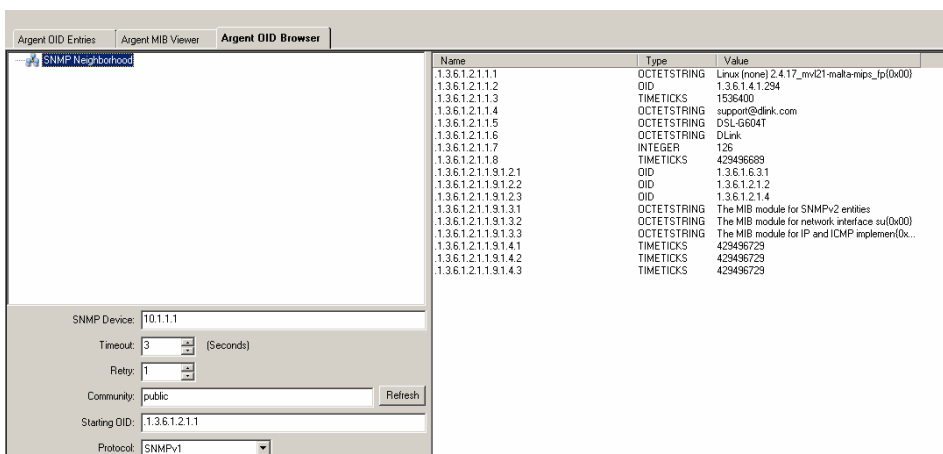 Argent OID Entries Argent MIB Viewer Argent OID Browser
SNMP Neighborhood
Name Type Value
.1.3.6.1.2.1.1.1 OCTETSTRING Linux (none) 2.4.17_mvl21-malta-mips_fp{0x00}
.1.3.6.1.2.1.1.2 OID 1.3.6.1.4.1.294
.1.3.6.1.2.1.1.3 TIMETICKS 1536400
.1.3.6.1.2.1.1.4 OCTETSTRING support@dlink.com
.1.3.6.1.2.1.1.5 OCTETSTRING DSL-G604T
.1.3.6.1.2.1.1.6 OCTETSTRING DLink
.1.3.6.1.2.1.1.7 INTEGER 126
.1.3.6.1.2.1.1.8 TIMETICKS 429496689
.1.3.6.1.2.1.1.9.1.2.1 OID 1.3.6.1.6.3.1
.1.3.6.1.2.1.1.9.1.2.2 OID 1.3.6.1.2.1.2
.1.3.6.1.2.1.1.9.1.2.3 OID 1.3.6.1.2.1.4
.1.3.6.1.2.1.1.9.1.3.1 OCTETSTRING The MIB module for SNMPv2 entities
.1.3.6.1.2.1.1.9.1.3.2 OCTETSTRING The MIB module for network interface su{0x00}
.1.3.6.1.2.1.1.9.1.3.3 OCTETSTRING The MIB module for IP and ICMP implemen{0x...
.1.3.6.1.2.1.1.9.1.4.1 TIMETICKS 429496729
.1.3.6.1.2.1.1.9.1.4.2 TIMETICKS 429496729
.1.3.6.1.2.1.1.9.1.4.3 TIMETICKS 429496729
SNMP Device: 10.1.1.1
Timeout: 3 (Seconds)
Retry: 1
Community: public Refresh
Starting OID: .1.3.6.1.2.1.1
Protocol: SNMPv1